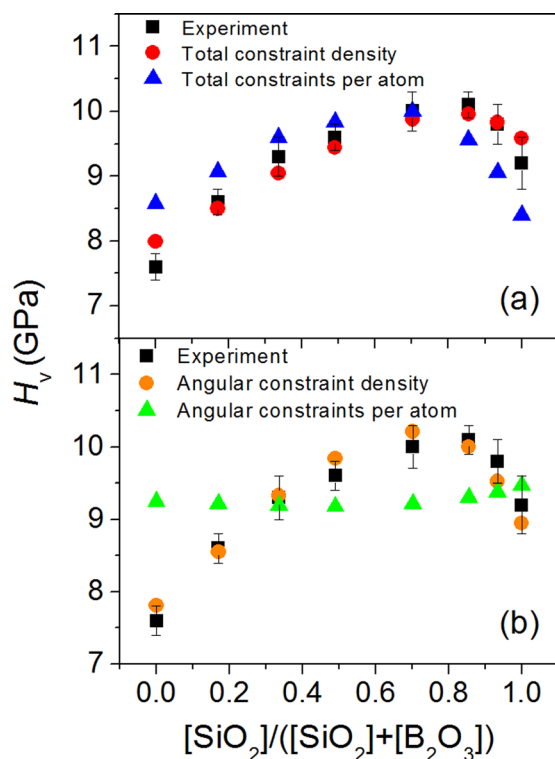 Experiment
Total constraint density
Total constraints per atom
11
10
9
8
7
(a)
Hᵥ (GPa)
Experiment
Angular constraint density
Angular constraints per atom
11
10
9
8
7
(b)
0.0 0.2 0.4 0.6 0.8 1.0
[SiO₂]/([SiO₂]+[B₂O₃])